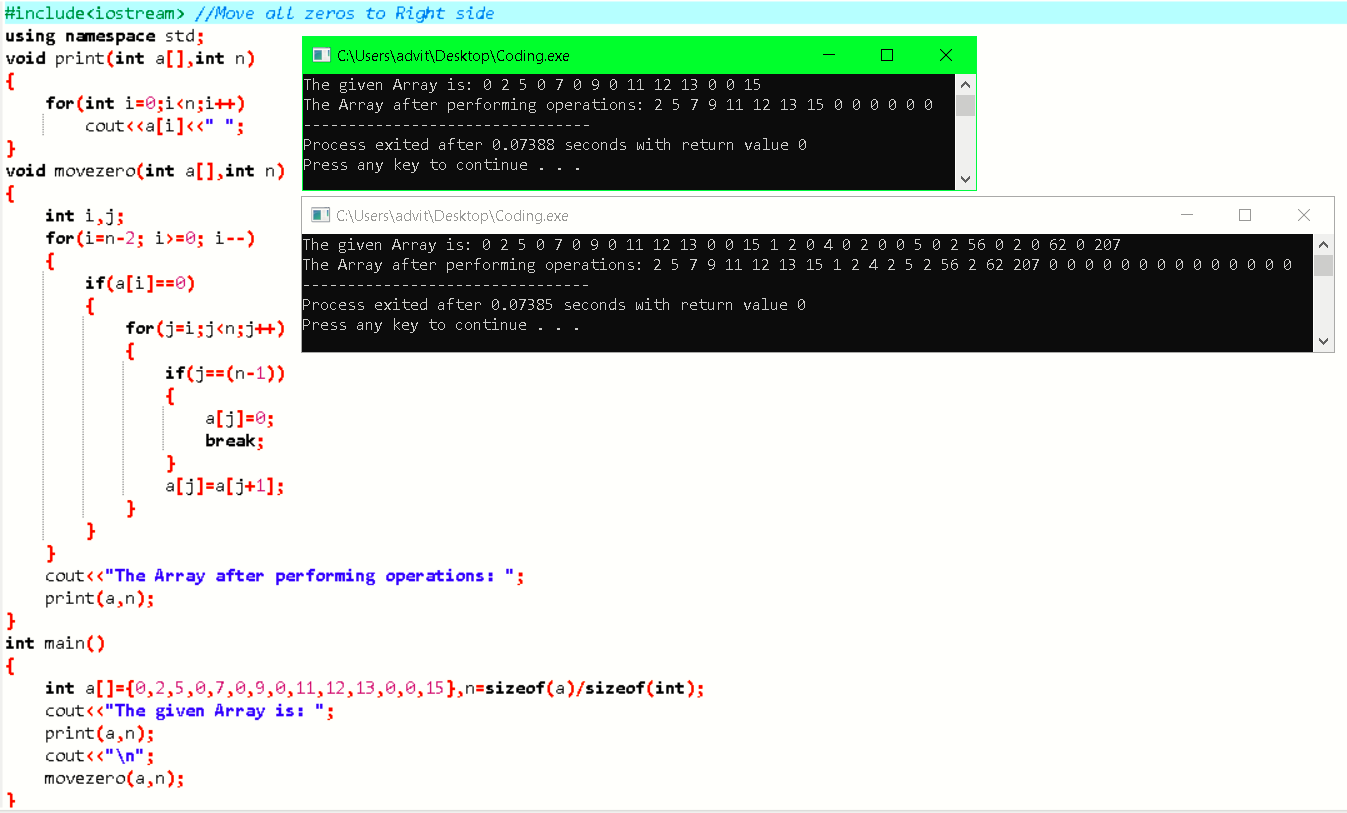 #include<iostream> //Move all zeros to Right side
using namespace std;
void print(int a[],int n)
{
    for(int i=0;i<n;i++)
        cout<<a[i]<<" ";
}
void movezero(int a[],int n)
{
    int i,j;
    for(i=n-2; i>=0; i--)
    {
        if(a[i]==0)
        {
            for(j=i;j<n;j++)
            {
                if(j==(n-1))
                {
                    a[j]=0;
                    break;
                }
                a[j]=a[j+1];
            }
        }
    }
    cout<<"The Array after performing operations: ";
    print(a,n);
}
int main()
{
    int a[]={0,2,5,0,7,0,9,0,11,12,13,0,0,15},n=sizeof(a)/sizeof(int);
    cout<<"The given Array is: ";
    print(a,n);
    cout<<"\n";
    movezero(a,n);
}
C:\Users\advit\Desktop\Coding.exe
The given Array is: 0 2 5 0 7 0 9 0 11 12 13 0 0 15
The Array after performing operations: 2 5 7 9 11 12 13 15 0 0 0 0 0 0
--------------------------------
Process exited after 0.07388 seconds with return value 0
Press any key to continue . . .
C:\Users\advit\Desktop\Coding.exe
The given Array is: 0 2 5 0 7 0 9 0 11 12 13 0 0 15 1 2 0 4 0 2 0 0 5 0 2 56 0 2 0 62 0 207
The Array after performing operations: 2 5 7 9 11 12 13 15 1 2 4 2 5 2 56 2 62 207 0 0 0 0 0 0 0 0 0 0 0 0 0 0
--------------------------------
Process exited after 0.07385 seconds with return value 0
Press any key to continue . . .